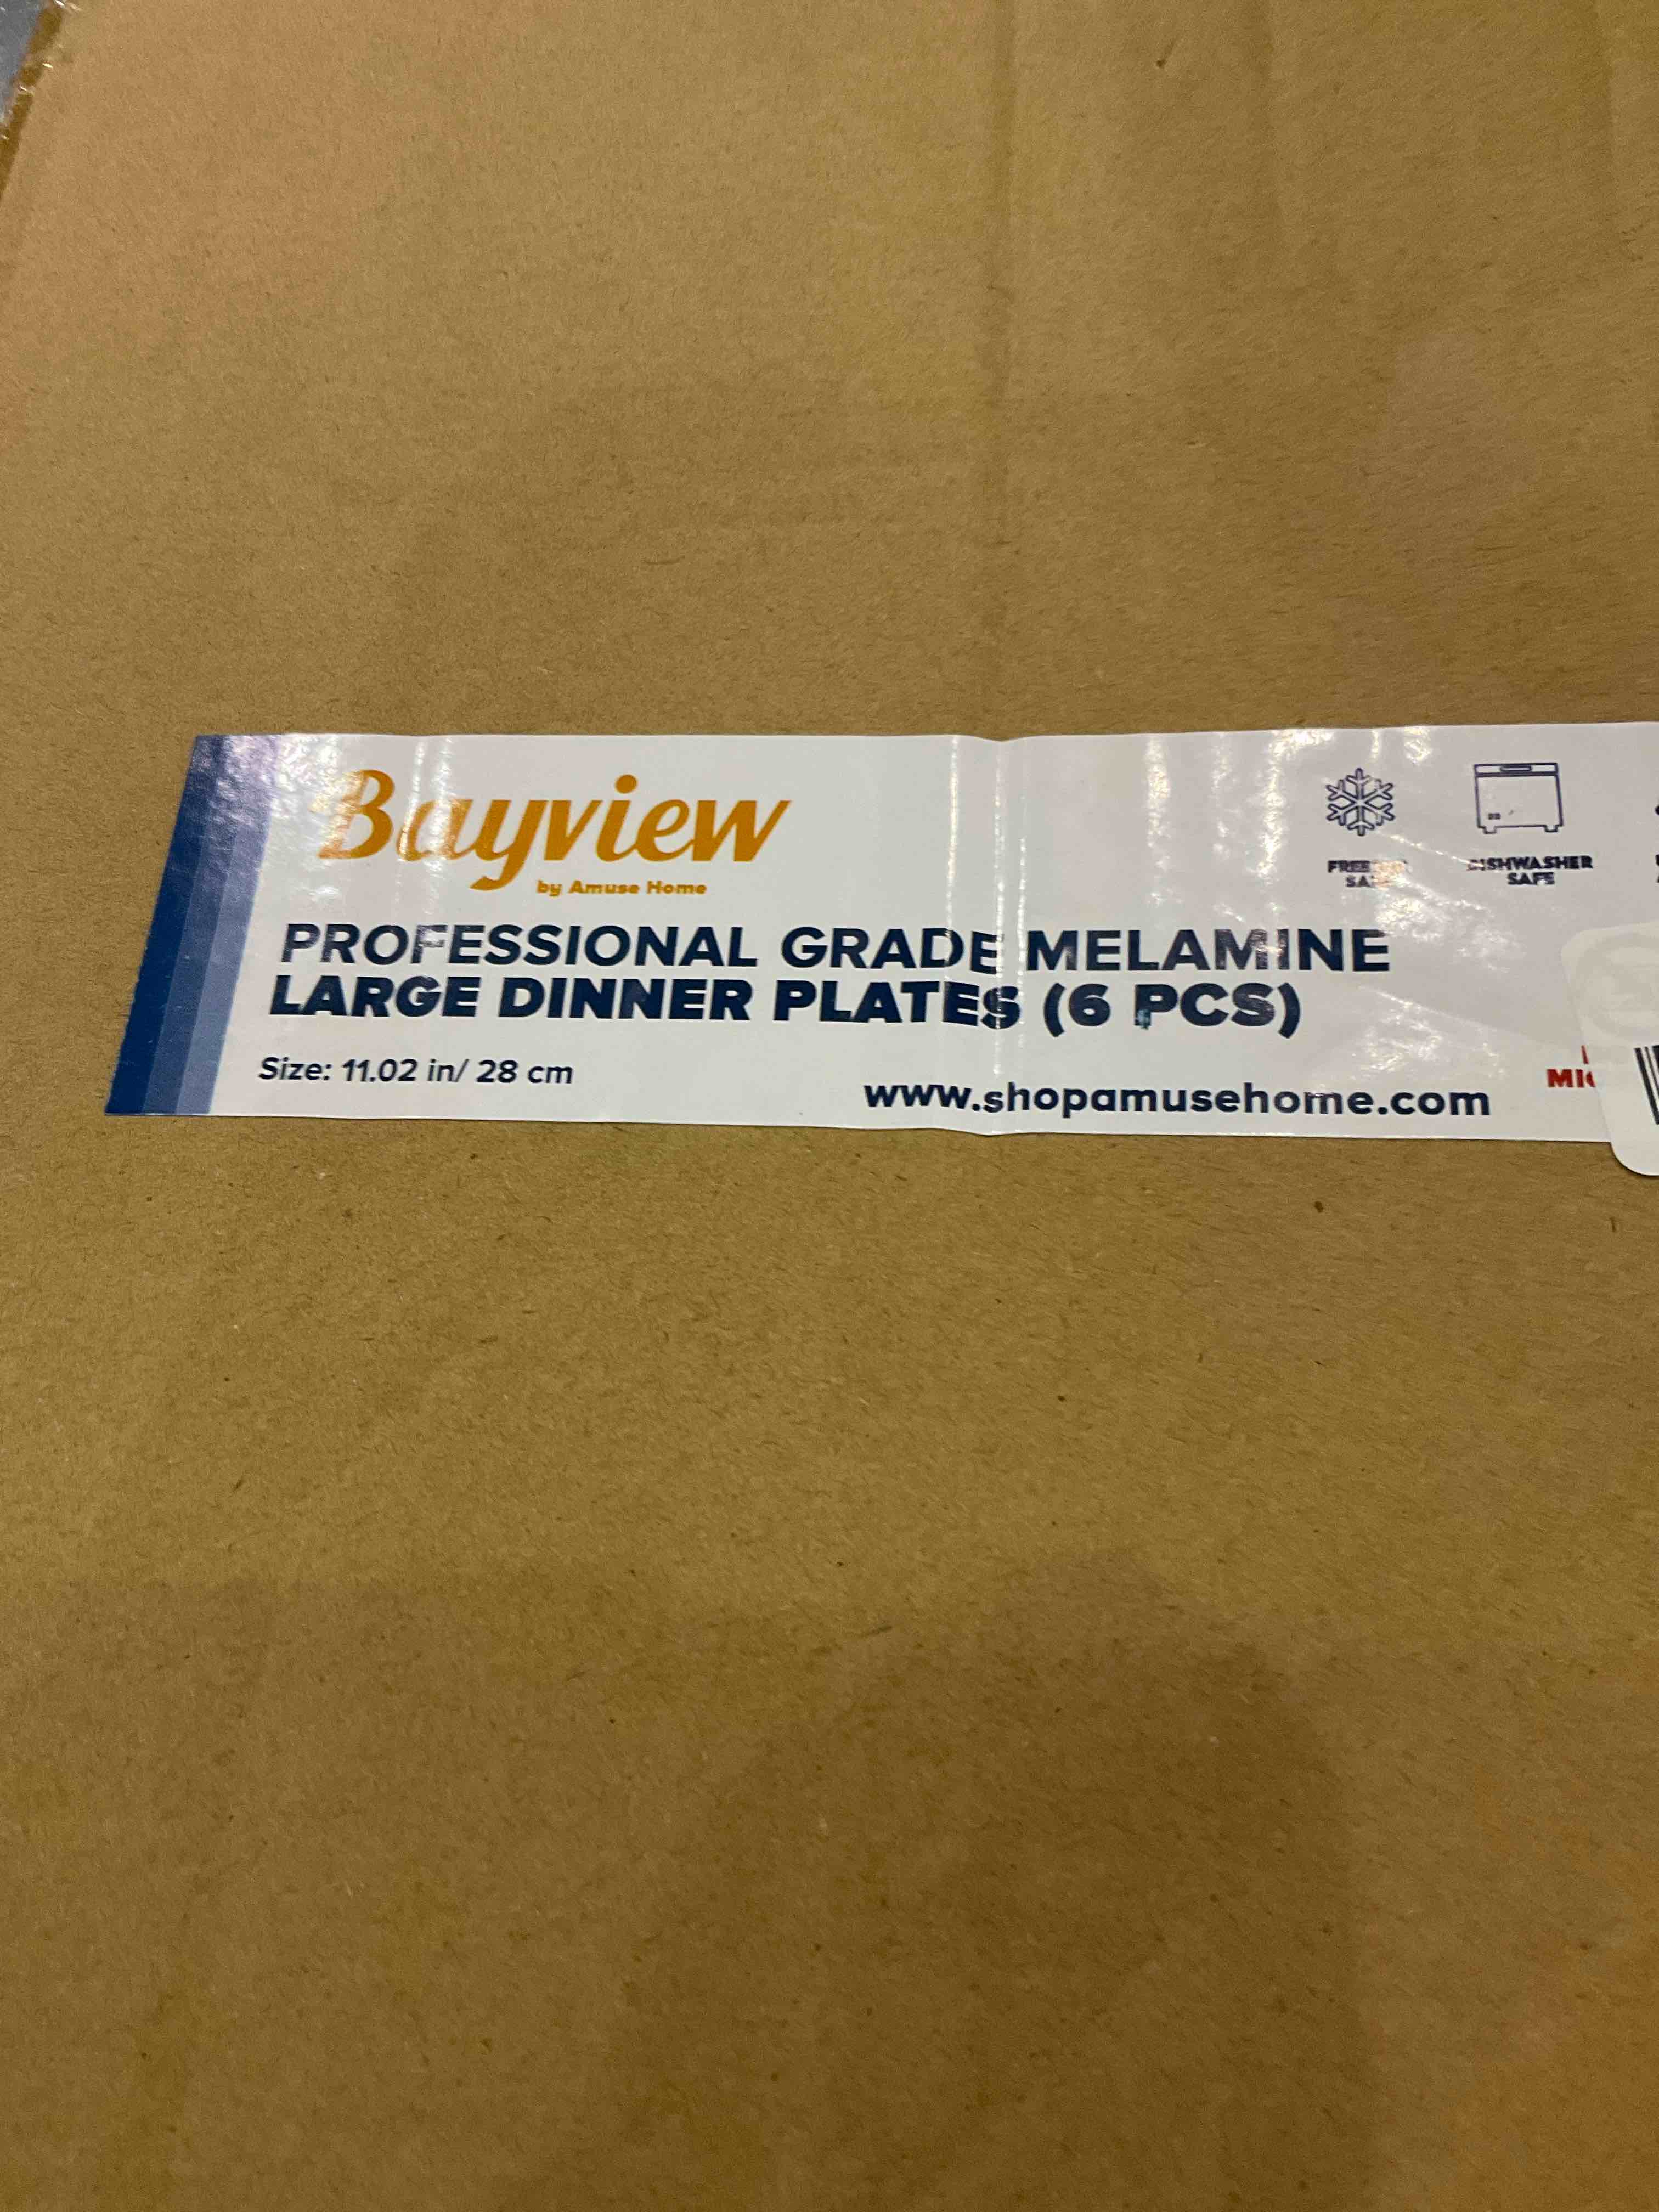 Bayview
by Amuse Home
PROFESSIONAL GRADE MELAMINE
LARGE DINNER PLATES (6 PCS)
Size: 11.02 in/ 28 cm
www.shopamusehome.com
DISHWASHER
SAFE